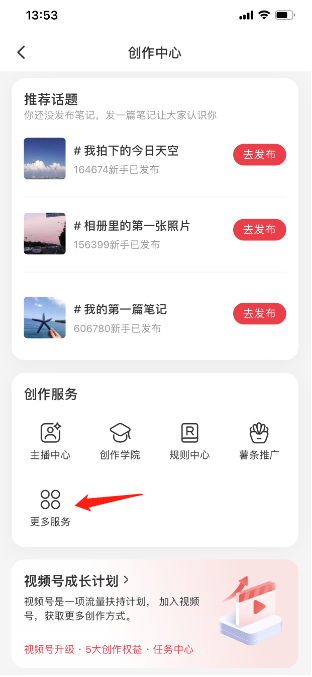 13:53
创作中心
推荐话题
你还没发布笔记，发一篇笔记让大家认识你
# 我拍下的今日天空
164674新手已发布
去发布
# 相册里的第一张照片
156399新手已发布
去发布
# 我的第一篇笔记
606780新手已发布
去发布
创作服务
主播中心 创作学院 规则中心 薯条推广
更多服务
视频号成长计划 >
视频号是一项流量扶持计划，加入视频
号，获取更多创作方式。
视频号升级 · 5大创作权益 · 任务中心